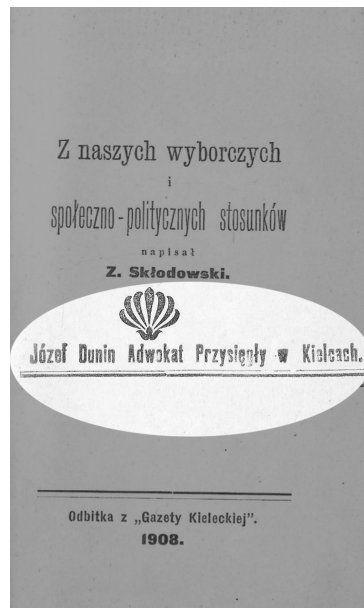 Z naszych wyborczych
i
społeczno-politycznych stosunków
napisał
Z. Skłodowski.
Józef Dunin Adwokat Przysięgły w Kielcach.
Odbitka z „Gazety Kieleckiej".
1908.